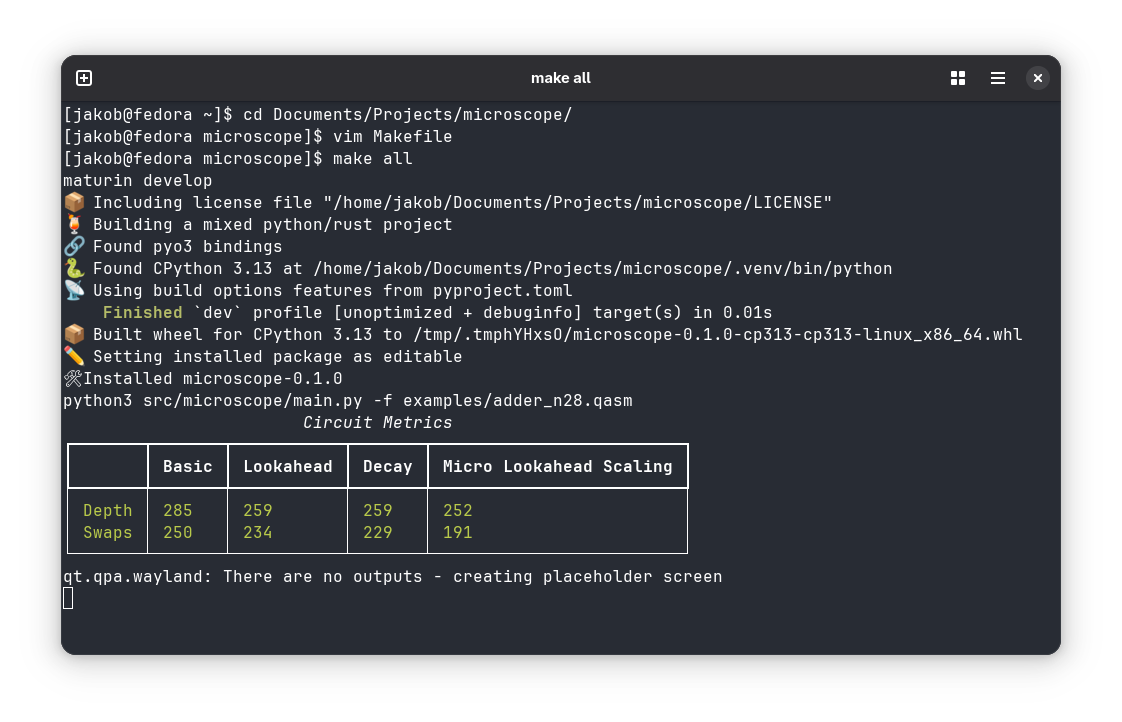 make all
[jakob@fedora ~]$ cd Documents/Projects/microscope/
[jakob@fedora microscope]$ vim Makefile
[jakob@fedora microscope]$ make all
maturin develop
📦 Including license file "/home/jakob/Documents/Projects/microscope/LICENSE"
🍹 Building a mixed python/rust project
🔗 Found pyo3 bindings
🐍 Found CPython 3.13 at /home/jakob/Documents/Projects/microscope/.venv/bin/python
📡 Using build options features from pyproject.toml
    Finished `dev` profile [unoptimized + debuginfo] target(s) in 0.01s
📦 Built wheel for CPython 3.13 to /tmp/.tmphYHxsO/microscope-0.1.0-cp313-cp313-linux_x86_64.whl
✏️ Setting installed package as editable
🛠Installed microscope-0.1.0
python3 src/microscope/main.py -f examples/adder_n28.qasm
Circuit Metrics
Basic Lookahead Decay Micro Lookahead Scaling
Depth 285 259 259 252
Swaps 250 234 229 191
qt.qpa.wayland: There are no outputs - creating placeholder screen